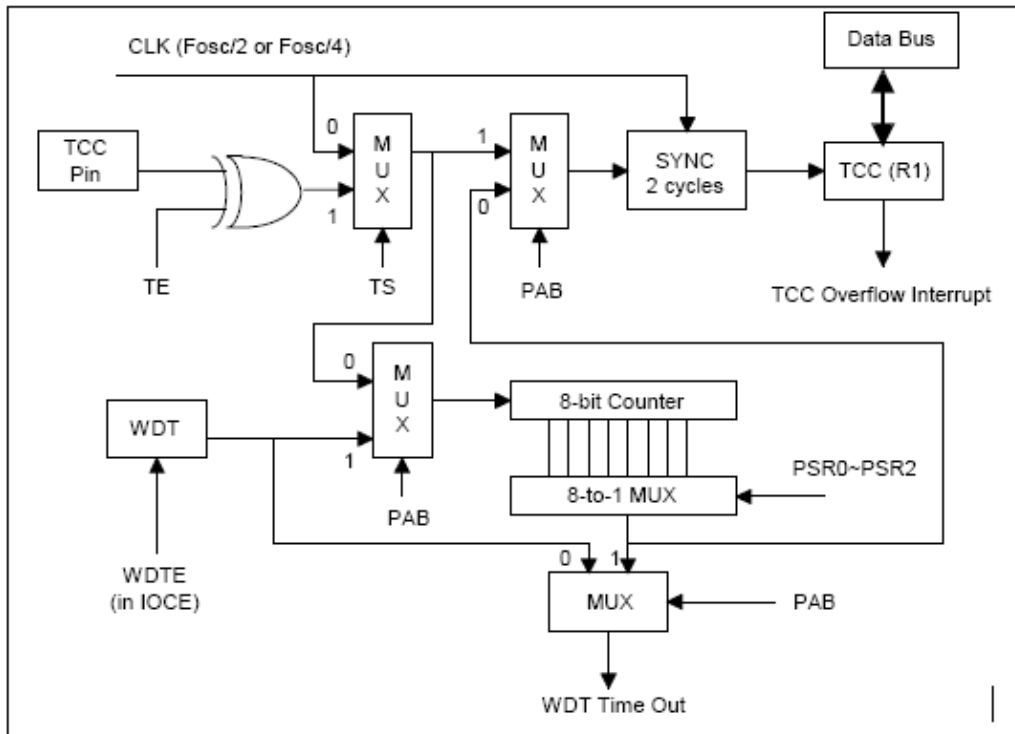 CLK (Fosc/2 or Fosc/4)
Data Bus
TCC
Pin
0
1
M
U
X
1
0
M
U
X
SYNC
2 cycles
TCC (R1)
TE
TS
PAB
TCC Overflow Interrupt
0
1
M
U
X
8-bit Counter
WDT
PSR0~PSR2
8-to-1 MUX
PAB
WDTE
(in IOCE)
0
1
MUX
PAB
WDT Time Out